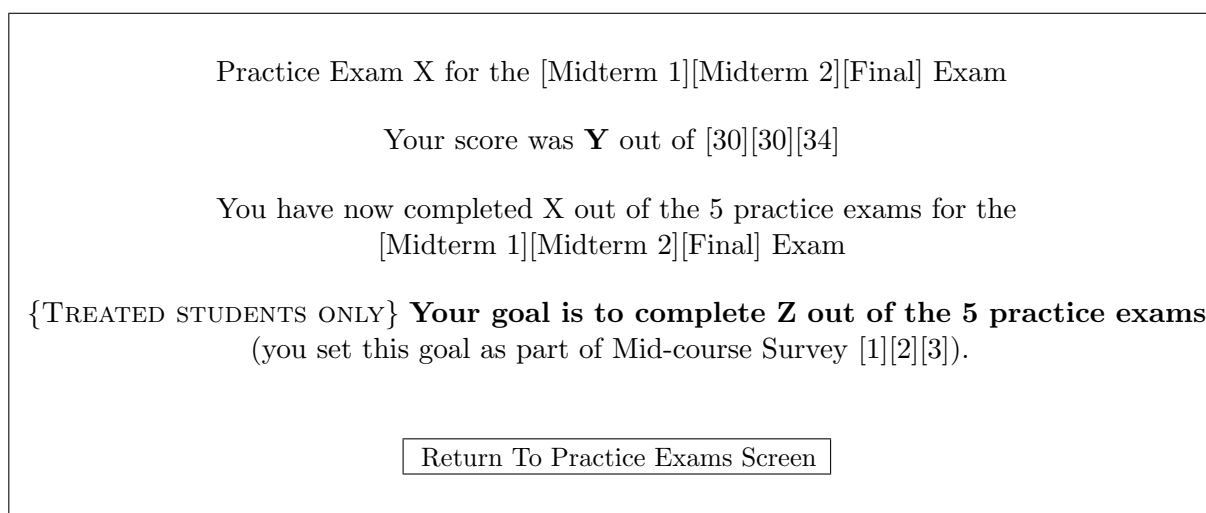 Practice Exam X for the [Midterm 1][Midterm 2][Final] Exam
Your score was Y out of [30][30][34]
You have now completed X out of the 5 practice exams for the
[Midterm 1][Midterm 2][Final] Exam
{TREATED STUDENTS ONLY} Your goal is to complete Z out of the 5 practice exams
(you set this goal as part of Mid-course Survey [1][2][3]).
Return To Practice Exams Screen